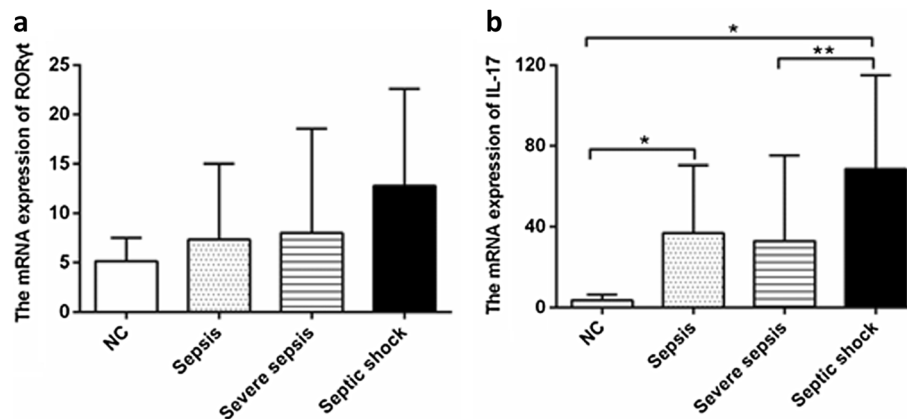 a
The mRNA expression of RORγt
25
20
15
10
5
0
NC
Sepsis
Severe sepsis
Septic shock
b
The mRNA expression of IL-17
120
80
40
0
*
**
*
NC
Sepsis
Severe sepsis
Septic shock